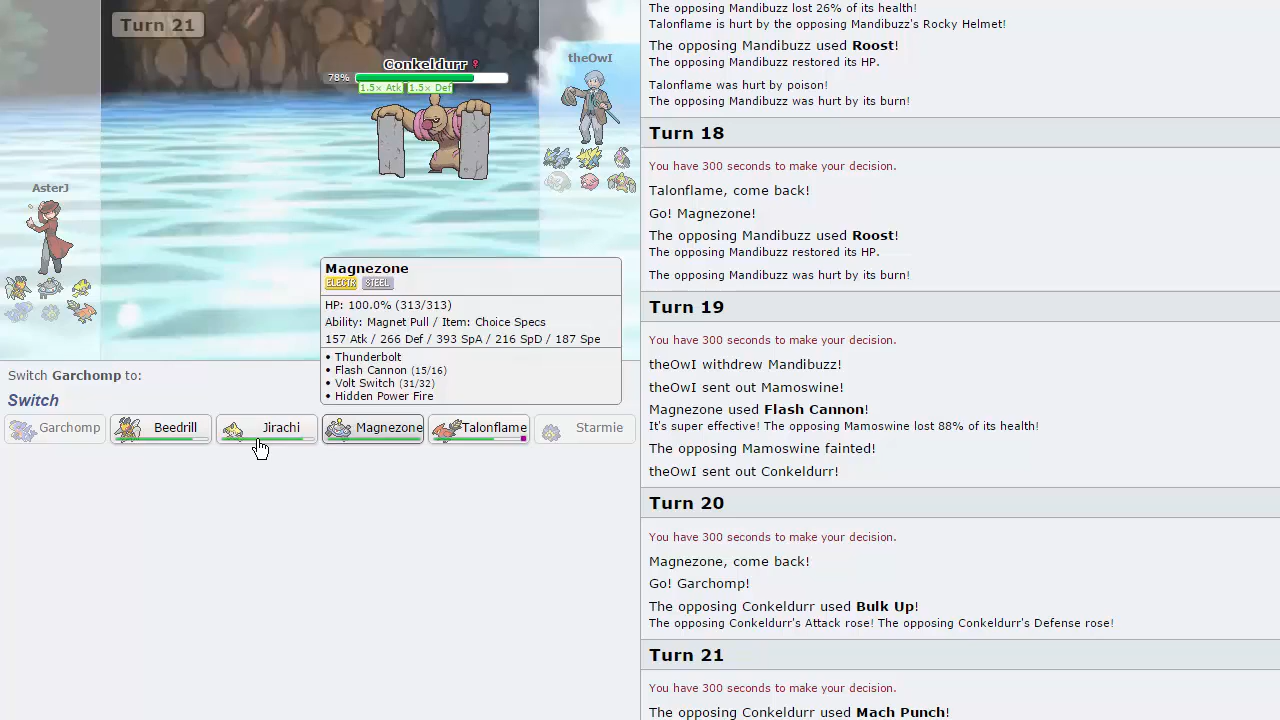 Turn 21
Conkeldurr
78%
1.5× Atk 1.5× Def
theOwI
AsterJ
Magnezone
ELECTR STEEL
HP: 100.0% (313/313)
Ability: Magnet Pull / Item: Choice Specs
157 Atk / 266 Def / 393 SpA / 216 SpD / 187 Spe
• Thunderbolt
• Flash Cannon (15/16)
• Volt Switch (31/32)
• Hidden Power Fire
Switch Garchomp to:
Switch
Garchomp
Beedrill
Jirachi
Magnezone
Talonflame
Starmie
The opposing Mandibuzz lost 26% of its health!
Talonflame is hurt by the opposing Mandibuzz's Rocky Helmet!
The opposing Mandibuzz used Roost!
The opposing Mandibuzz restored its HP.
Talonflame was hurt by poison!
The opposing Mandibuzz was hurt by its burn!
Turn 18
You have 300 seconds to make your decision.
Talonflame, come back!
Go! Magnezone!
The opposing Mandibuzz used Roost!
The opposing Mandibuzz restored its HP.
The opposing Mandibuzz was hurt by its burn!
Turn 19
You have 300 seconds to make your decision.
theOwI withdrew Mandibuzz!
theOwI sent out Mamoswine!
Magnezone used Flash Cannon!
It's super effective! The opposing Mamoswine lost 88% of its health!
The opposing Mamoswine fainted!
theOwI sent out Conkeldurr!
Turn 20
You have 300 seconds to make your decision.
Magnezone, come back!
Go! Garchomp!
The opposing Conkeldurr used Bulk Up!
The opposing Conkeldurr's Attack rose! The opposing Conkeldurr's Defense rose!
Turn 21
You have 300 seconds to make your decision.
The opposing Conkeldurr used Mach Punch!